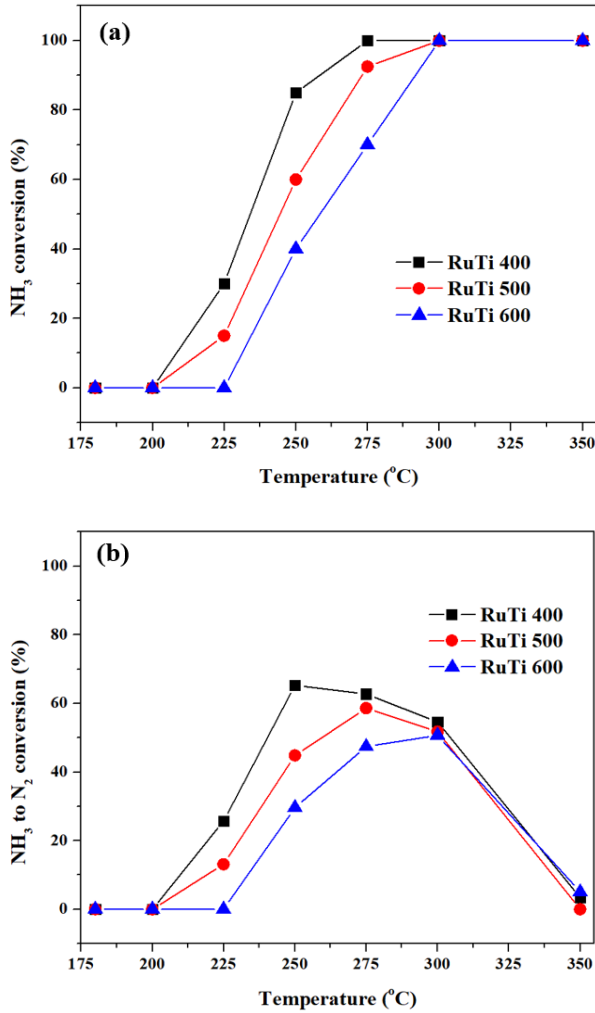 (a)
NH3 conversion (%)
100
80
60
40
20
0
RuTi 400
RuTi 500
RuTi 600
175 200 225 250 275 300 325 350
Temperature (oC)
(b)
NH3 to N2 conversion (%)
100
80
60
40
20
0
RuTi 400
RuTi 500
RuTi 600
175 200 225 250 275 300 325 350
Temperature (oC)